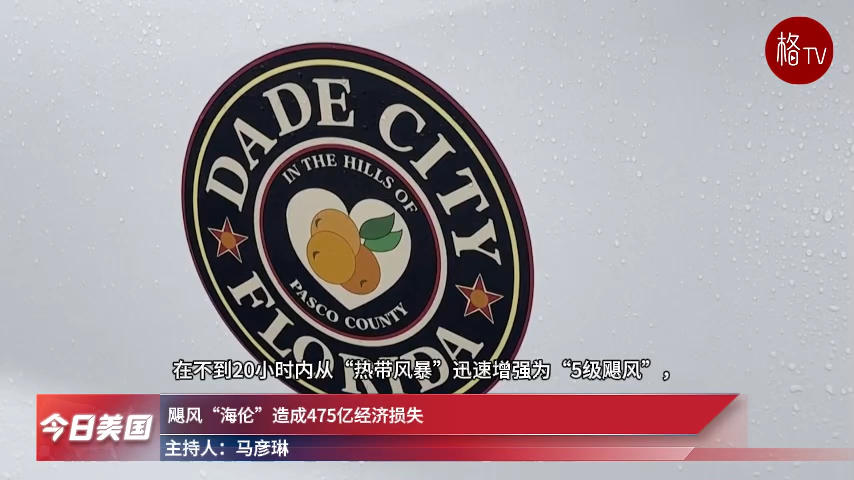 格TV
DADE CITY
IN THE HILLS OF
PASCO COUNTY
FLORIDA
在不到20小时内从“热带风暴”迅速增强为“5级飓风”，
今日美国
飓风“海伦”造成475亿经济损失
主持人：马彦琳